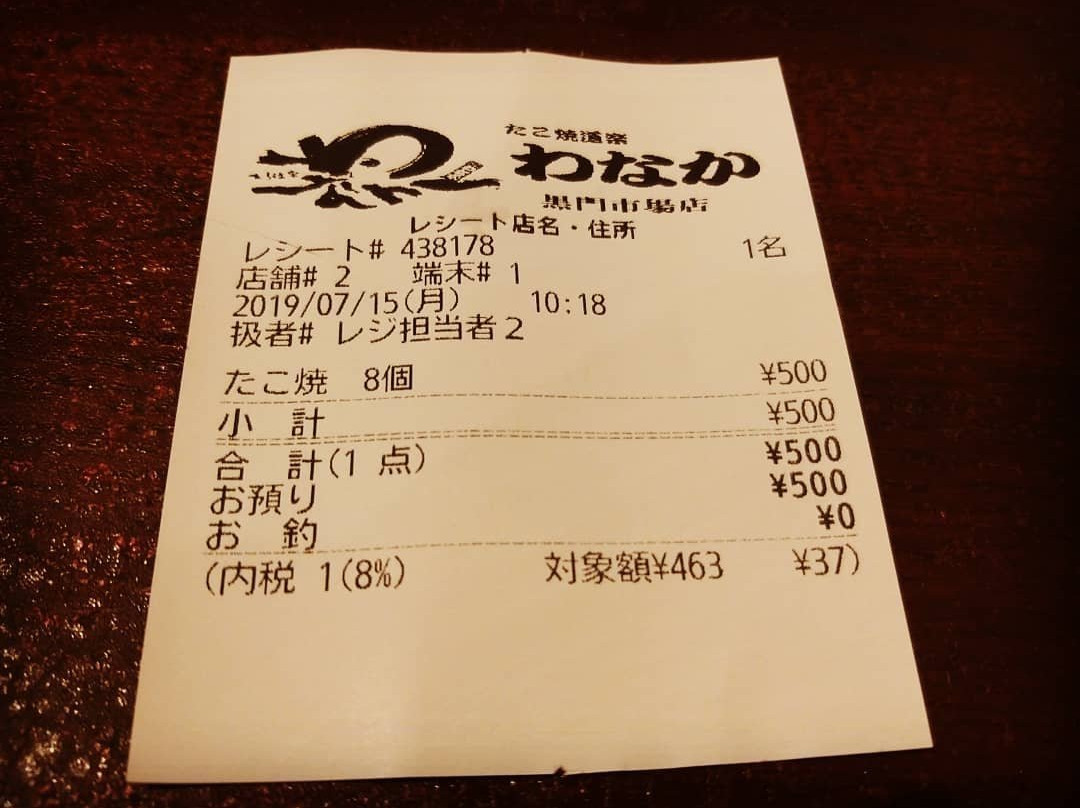 たこ焼道楽
わなか
黒門市場店
レシート店名・住所
レシート# 438178 1名
店舗# 2 端末# 1
2019/07/15(月) 10:18
扱者# レジ担当者2
たこ焼 8個 ¥500
小 計 ¥500
合 計(1 点) ¥500
お預り ¥500
お 釣 ¥0
(内税 1(8%) 対象額¥463 ¥37)